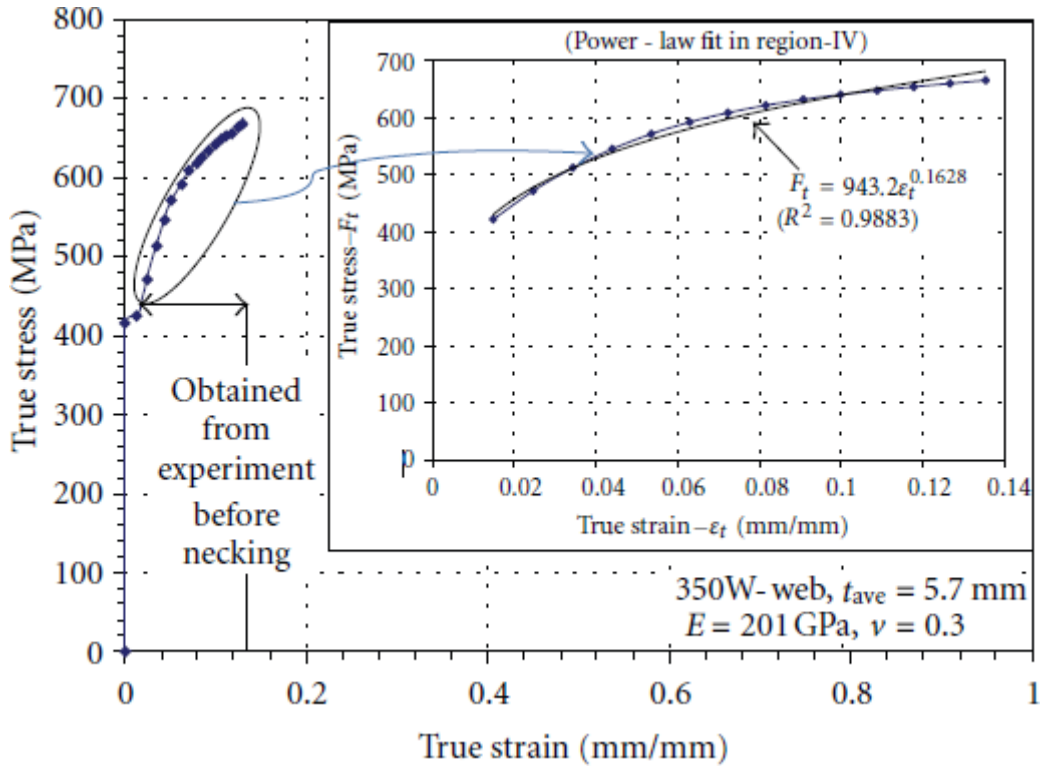 800
700
600
500
400
300
200
100
0
True stress (MPa)
0
0.2
0.4
0.6
0.8
1
True strain (mm/mm)
Obtained
from
experiment
before
necking
(Power - law fit in region-IV)
700
600
500
400
300
200
100
0
True stress–Fₜ (MPa)
0
0.02
0.04
0.06
0.08
0.1
0.12
0.14
True strain–εₜ (mm/mm)
Fₜ = 943.2εₜ^0.1628
(R² = 0.9883)
350W- web, t_ave = 5.7 mm
E = 201 GPa, ν = 0.3